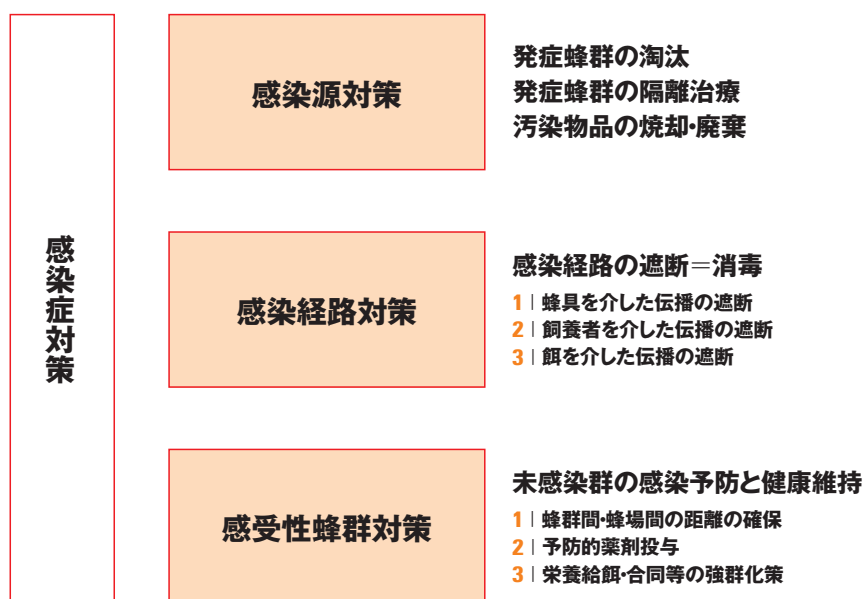 感染症対策
感染源対策
発症蜂群の淘汰
発症蜂群の隔離治療
汚染物品の焼却・廃棄
感染経路対策
感染経路の遮断＝消毒
1｜蜂具を介した伝播の遮断
2｜飼養者を介した伝播の遮断
3｜餌を介した伝播の遮断
感受性蜂群対策
未感染群の感染予防と健康維持
1｜蜂群間・蜂場間の距離の確保
2｜予防的薬剤投与
3｜栄養給餌・合同等の強群化策